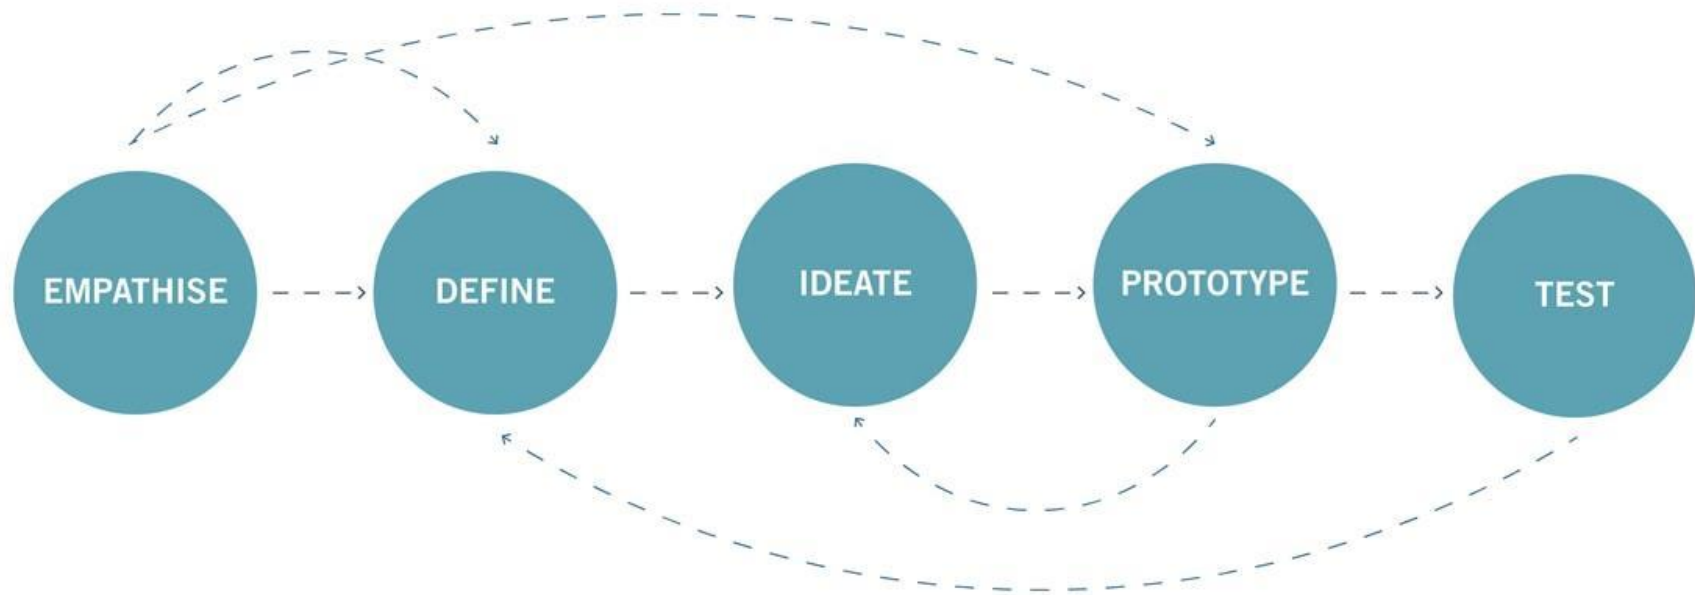 EMPATHISE
DEFINE
IDEATE
PROTOTYPE
TEST